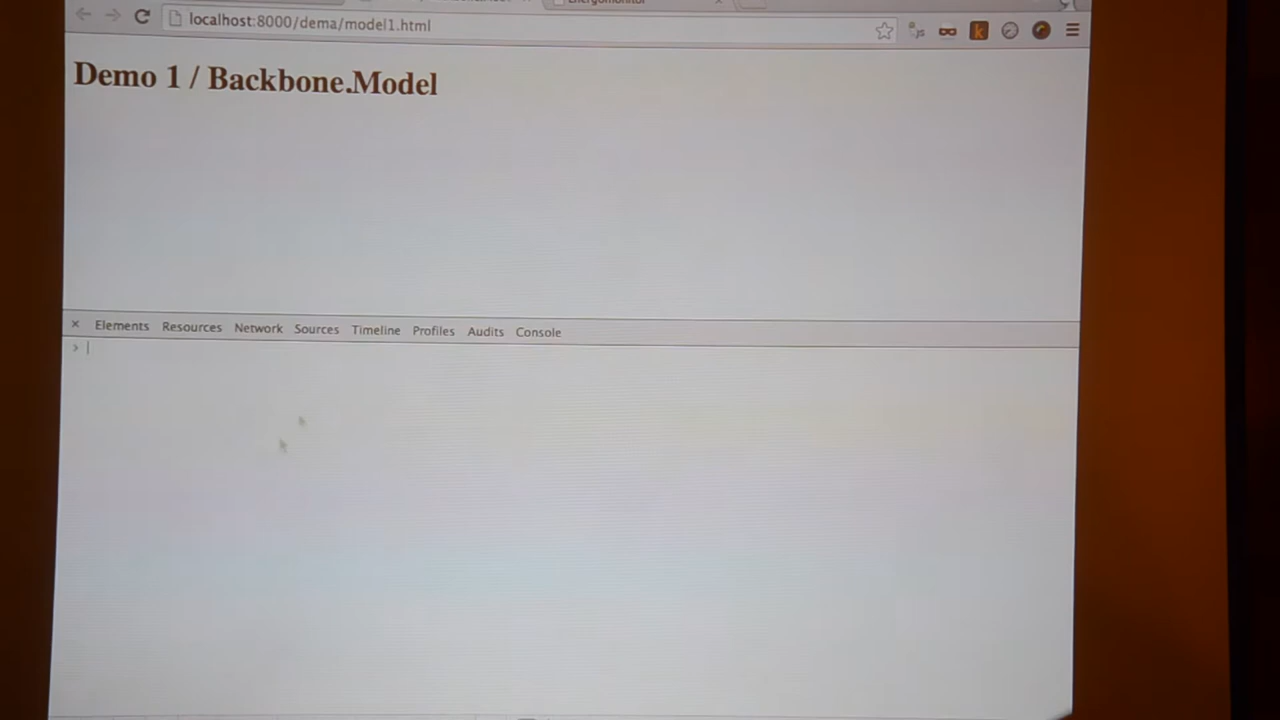 localhost:8000/dema/model1.html
Demo 1 / Backbone.Model
× Elements Resources Network Sources Timeline Profiles Audits Console
>